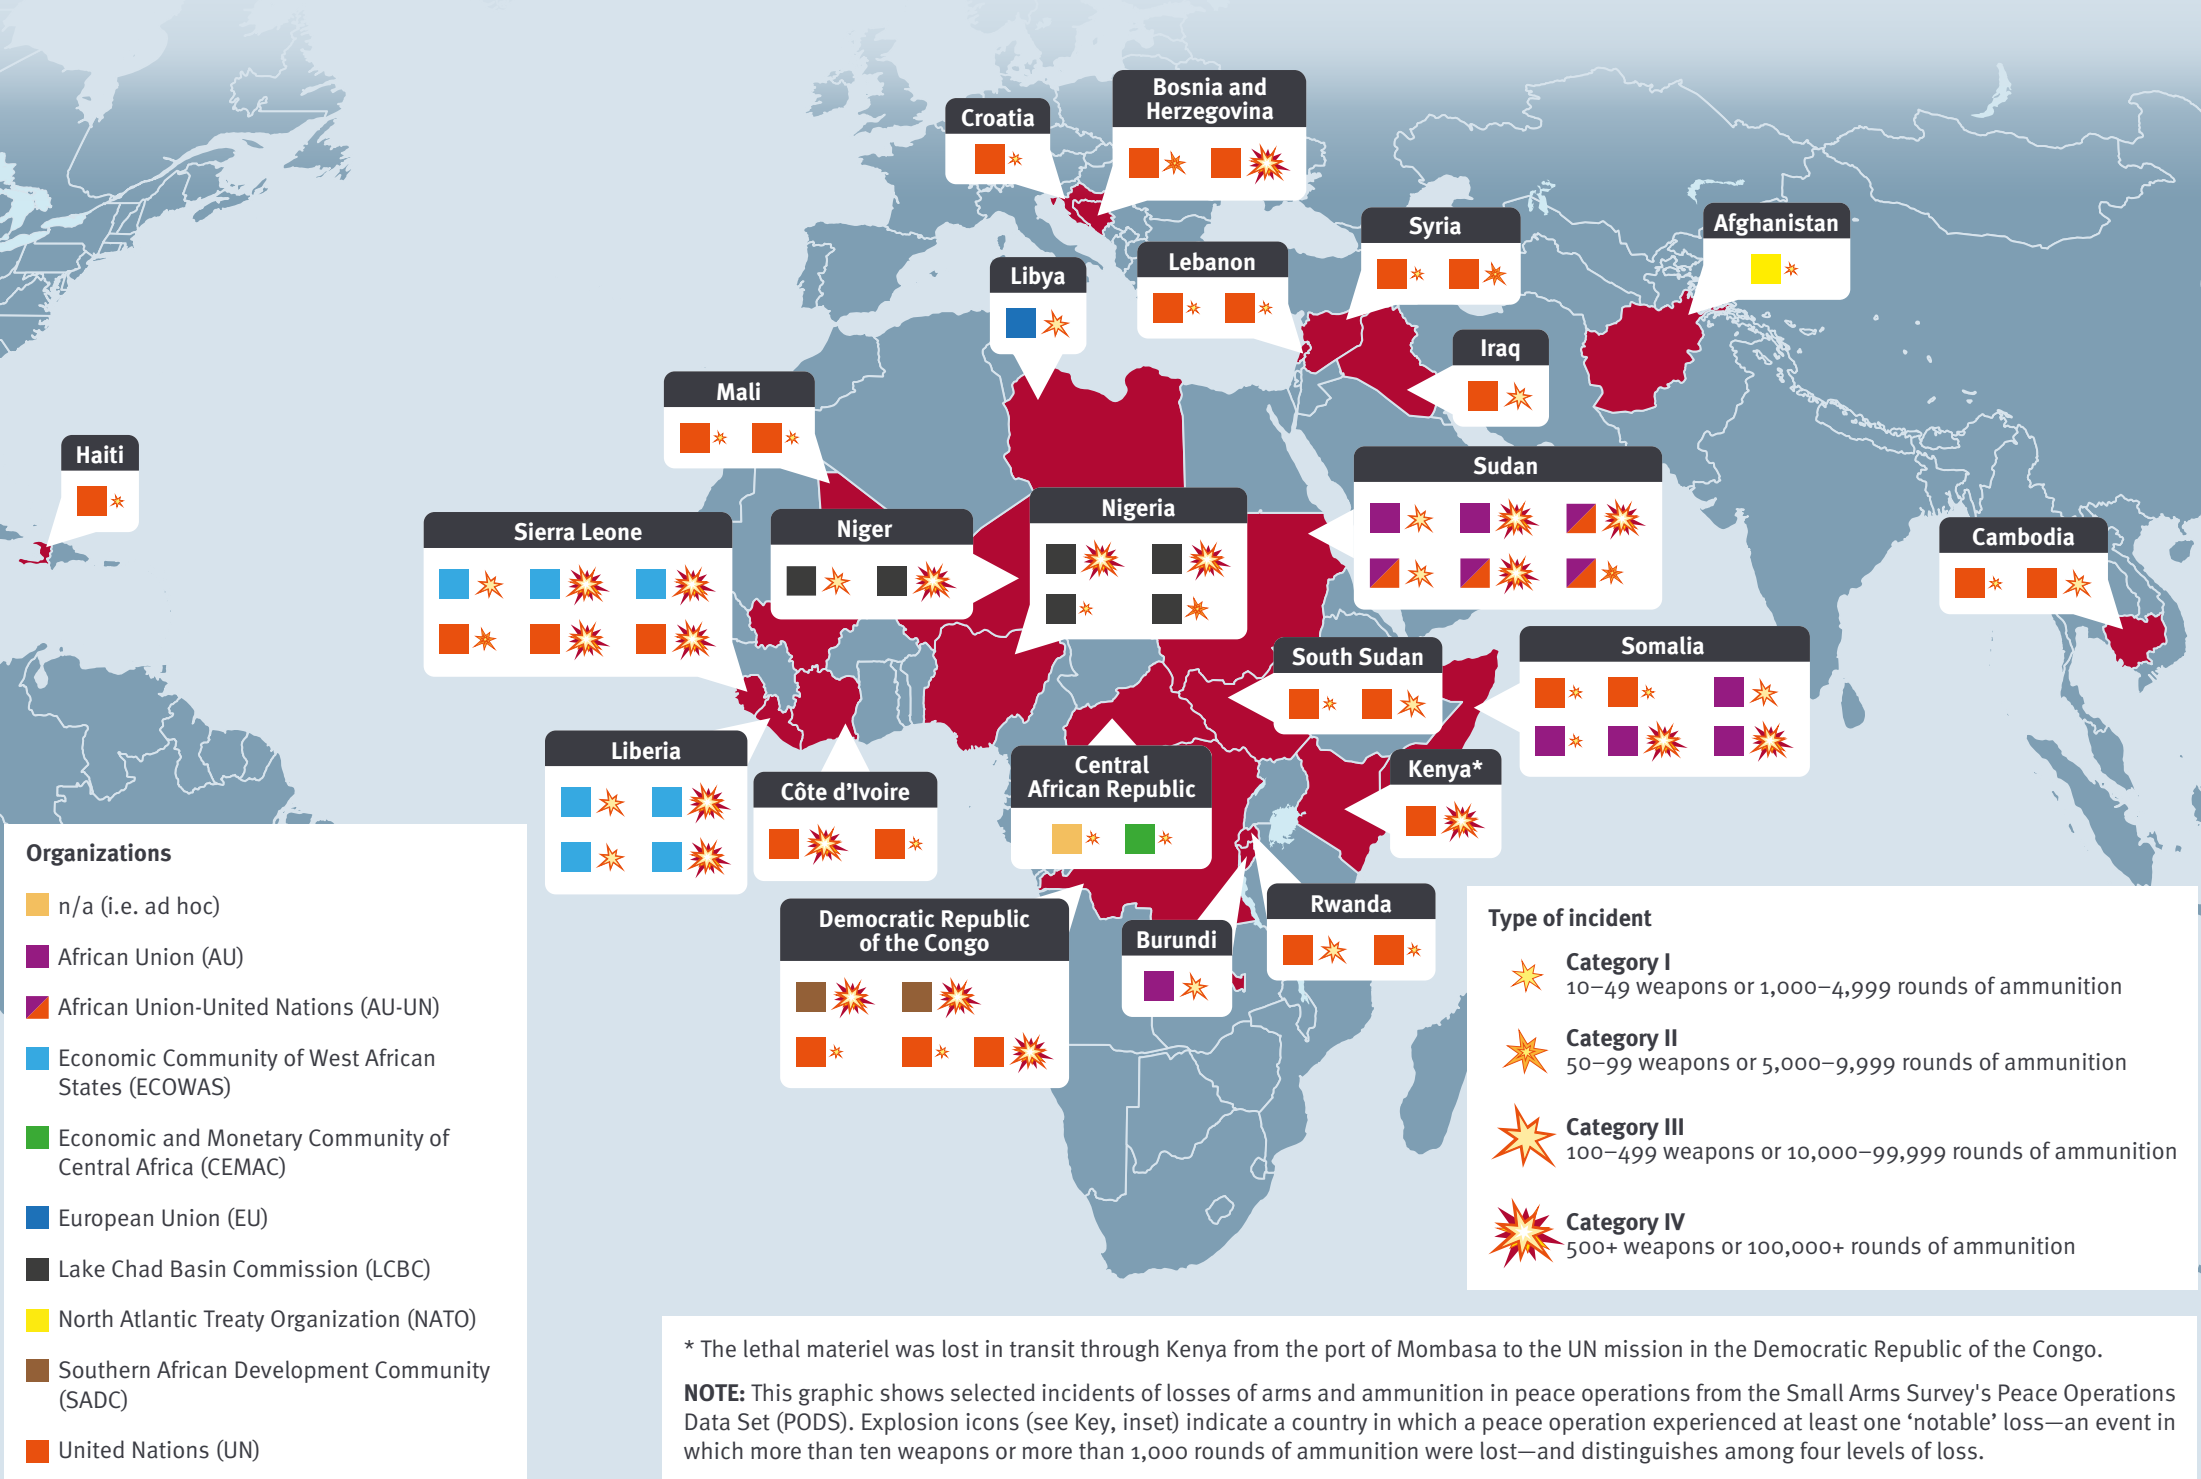 Bosnia and
Herzegovina
Croatia
Syria
Afghanistan
Lebanon
Libya
Iraq
Mali
Haiti
Sudan
Nigeria
Sierra Leone
Niger
Cambodia
South Sudan
Somalia
Liberia
Central
African Republic
Kenya*
Côte d’Ivoire
Rwanda
Democratic Republic
of the Congo
Burundi
Organizations
n/a (i.e. ad hoc)
African Union (AU)
African Union-United Nations (AU-UN)
Economic Community of West African
States (ECOWAS)
Economic and Monetary Community of
Central Africa (CEMAC)
European Union (EU)
Lake Chad Basin Commission (LCBC)
North Atlantic Treaty Organization (NATO)
Southern African Development Community
(SADC)
United Nations (UN)
Type of incident
Category I
10–49 weapons or 1,000–4,999 rounds of ammunition
Category II
50–99 weapons or 5,000–9,999 rounds of ammunition
Category III
100–499 weapons or 10,000–99,999 rounds of ammunition
Category IV
500+ weapons or 100,000+ rounds of ammunition
* The lethal materiel was lost in transit through Kenya from the port of Mombasa to the UN mission in the Democratic Republic of the Congo.
NOTE: This graphic shows selected incidents of losses of arms and ammunition in peace operations from the Small Arms Survey's Peace Operations
Data Set (PODS). Explosion icons (see Key, inset) indicate a country in which a peace operation experienced at least one ‘notable’ loss—an event in
which more than ten weapons or more than 1,000 rounds of ammunition were lost—and distinguishes among four levels of loss.